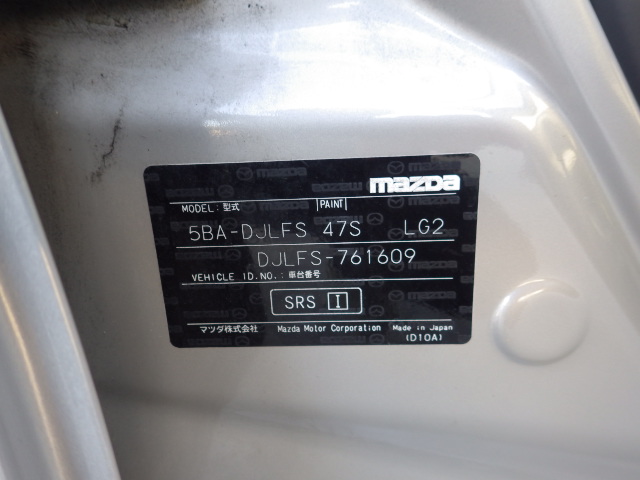 mazda
MODEL: 型式 PAINT
5BA-DJLFS 47S LG2
DJLFS-761609
VEHICLE ID.NO.: 車台番号
SRS I
マツダ株式会社 Mazda Motor Corporation Made in Japan
(D10A)